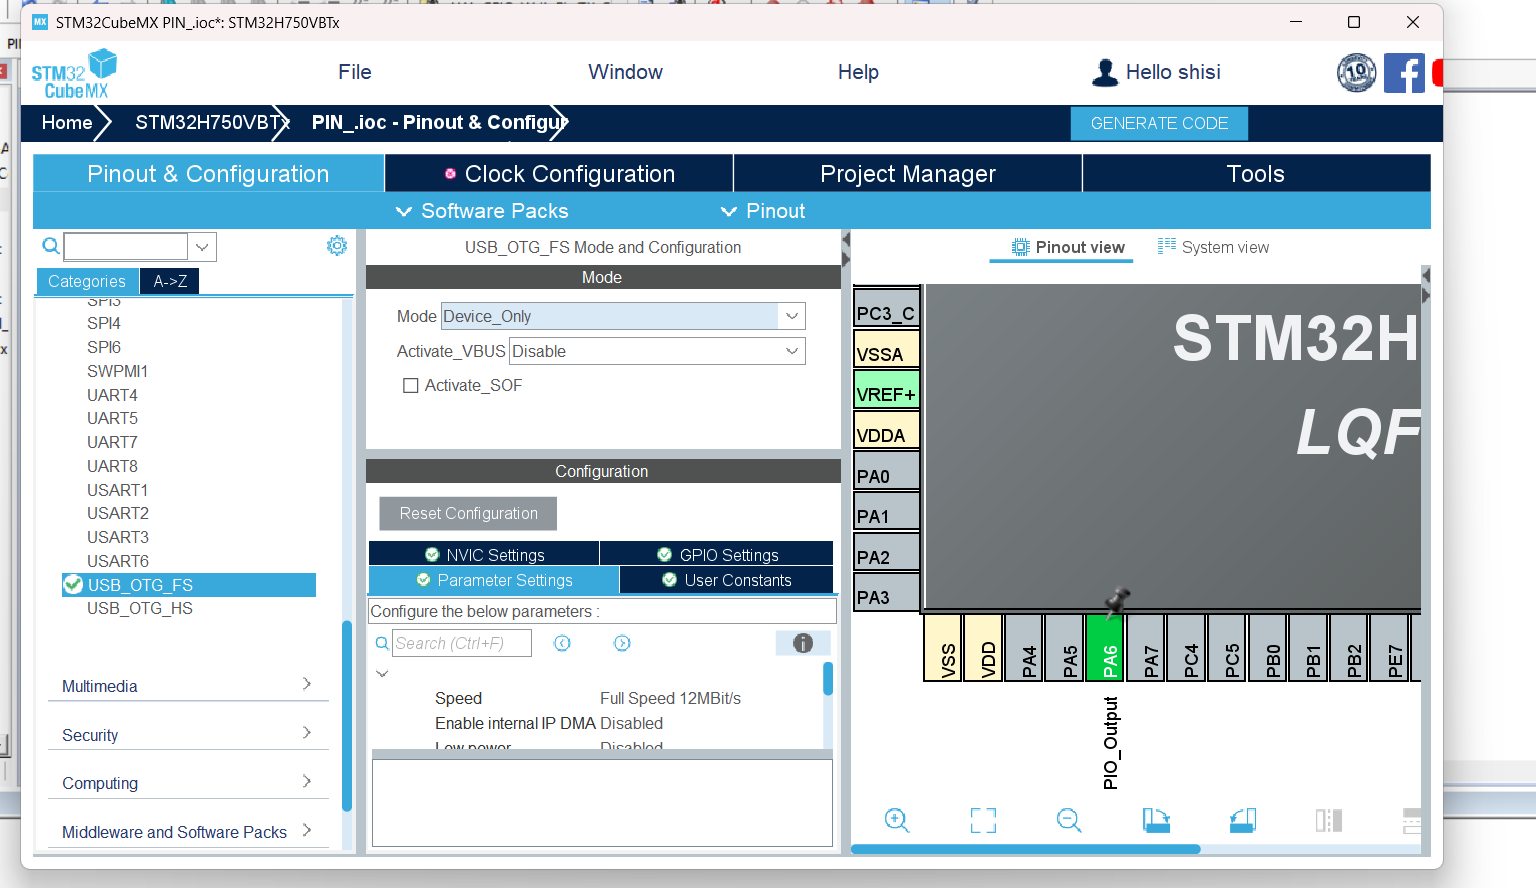 STM32CubeMX PIN_.ioc*: STM32H750VBTx
STM32
CubeMX
File
Window
Help
Hello shisi
10
Home
STM32H750VBTx
PIN_.ioc - Pinout & Configur
GENERATE CODE
Pinout & Configuration
Clock Configuration
Project Manager
Tools
Software Packs
Pinout
Categories
A->Z
SPI3
SPI4
SPI6
SWPMI1
UART4
UART5
UART7
UART8
USART1
USART2
USART3
USART6
USB_OTG_FS
USB_OTG_HS
Multimedia
Security
Computing
Middleware and Software Packs
USB_OTG_FS Mode and Configuration
Mode
Mode Device_Only
Activate_VBUS Disable
Activate_SOF
Configuration
Reset Configuration
NVIC Settings
GPIO Settings
Parameter Settings
User Constants
Configure the below parameters :
Search (Ctrl+F)
Speed Full Speed 12MBit/s
Enable internal IP DMA Disabled
Low power Disabled
Pinout view
System view
PC3_C
VSSA
VREF+
VDDA
PA0
PA1
PA2
PA3
STM32H
LQF
VSS
VDD
PA4
PA5
PA6
PA7
PC4
PC5
PB0
PB1
PB2
PE7
PIO_Output